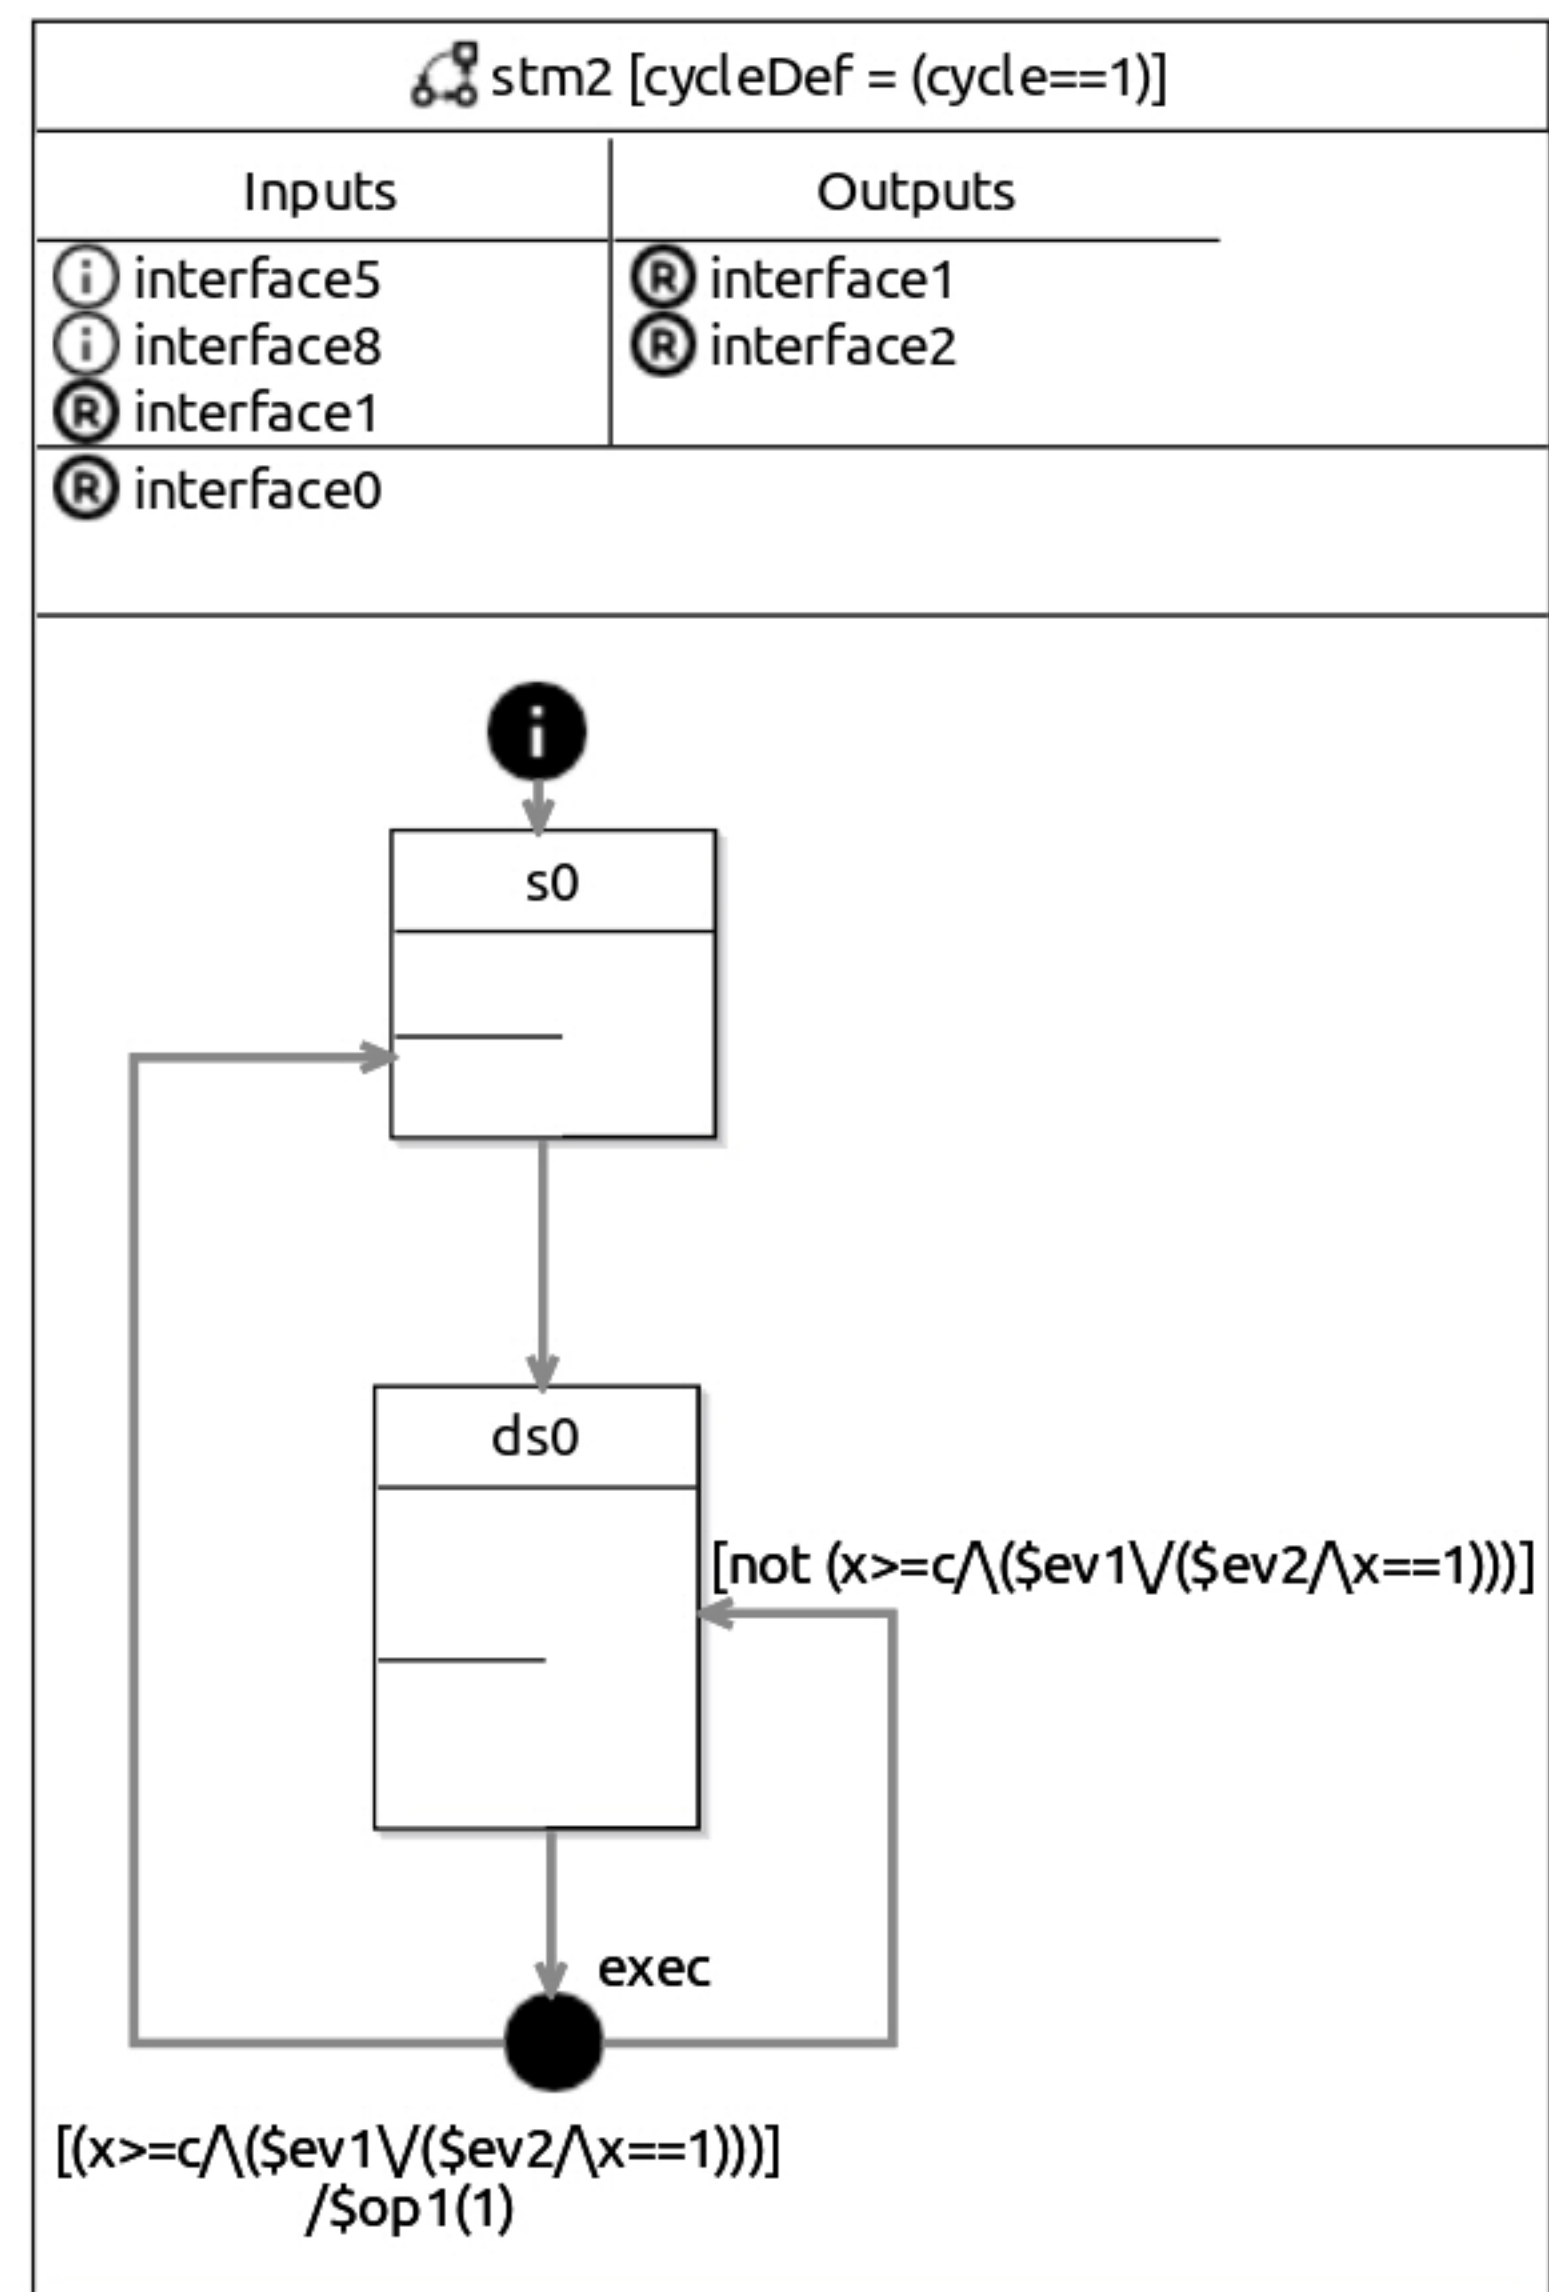 stm2 [cycleDef = (cycle==1)]
Inputs
Outputs
i interface5
R interface1
i interface8
R interface2
R interface1
R interface0
i
s0
ds0
[not (x>=c/\($ev1\/($ev2/\x==1)))]
exec
[(x>=c/\($ev1\/($ev2/\x==1)))]
/$op1(1)